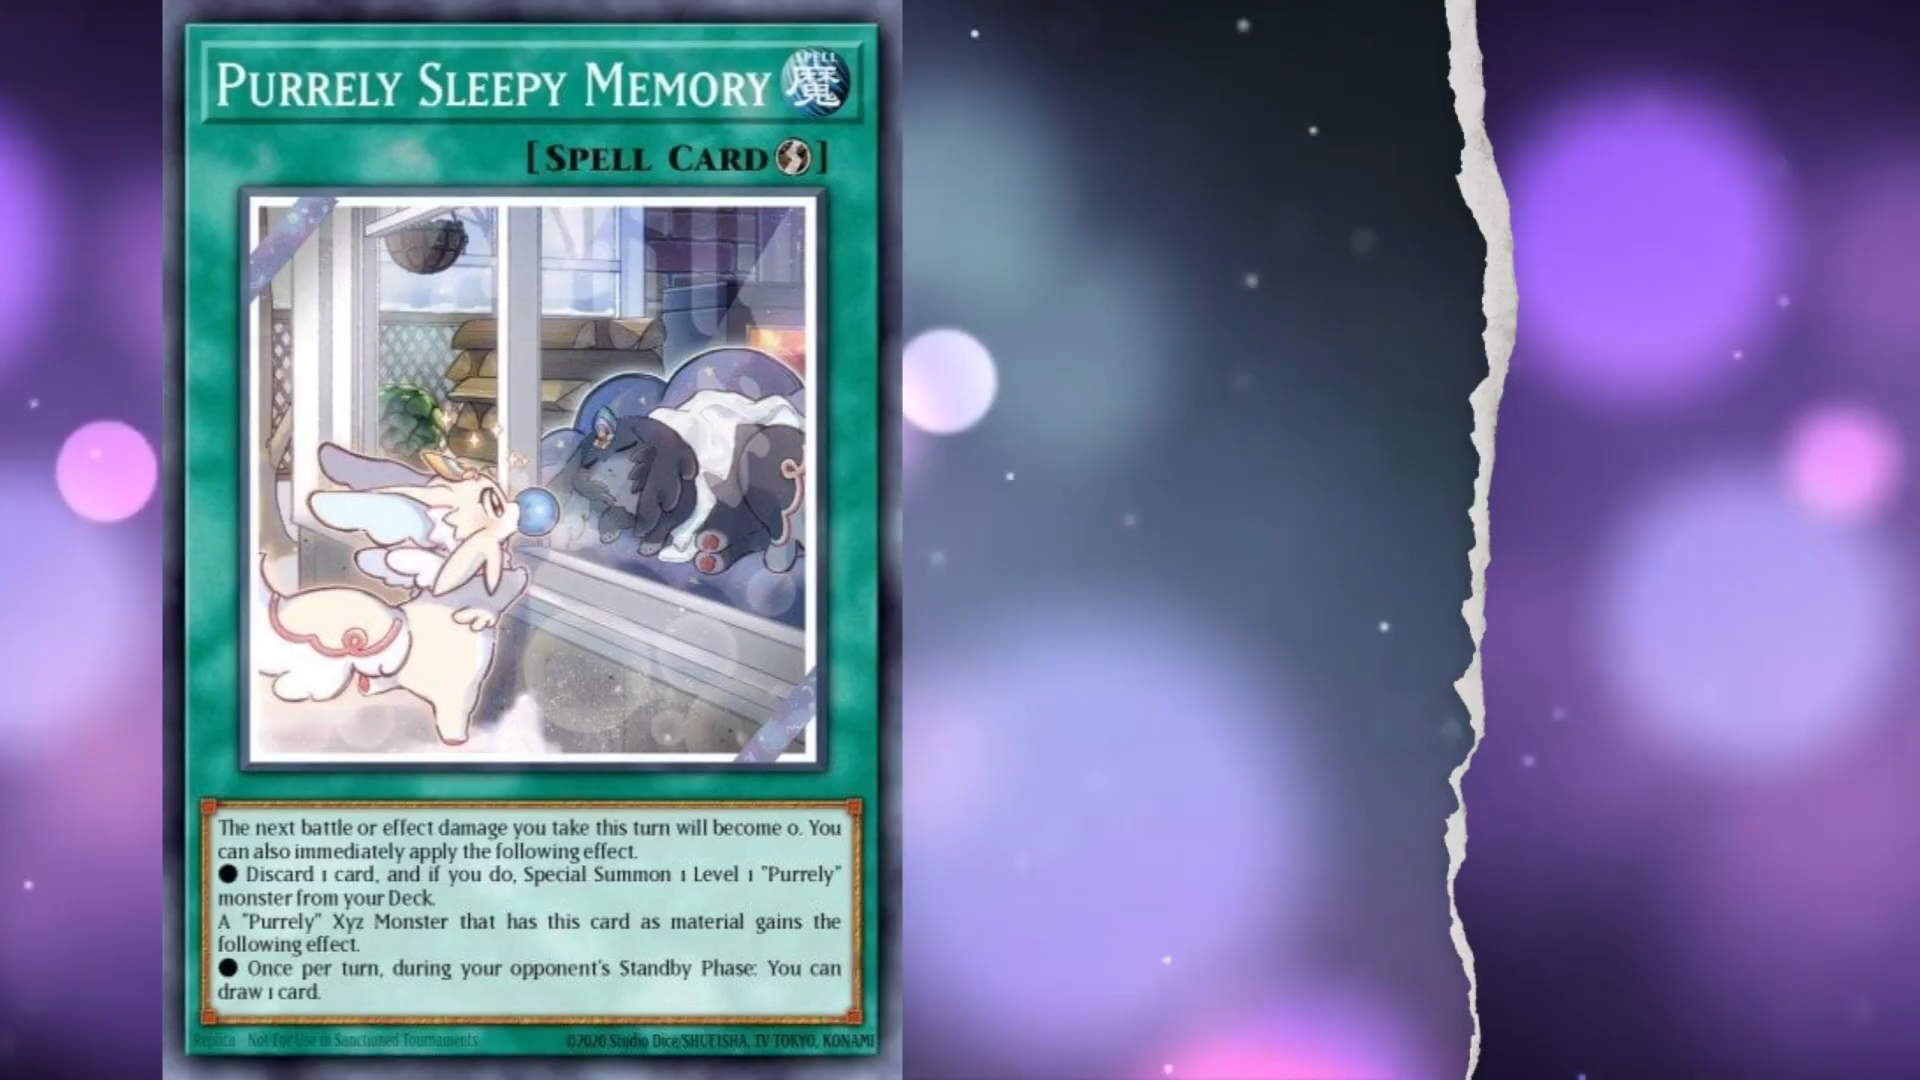 PURRELY SLEEPY MEMORY
SPELL
魔
[SPELL CARD]
The next battle or effect damage you take this turn will become 0. You
can also immediately apply the following effect.
● Discard 1 card, and if you do, Special Summon 1 Level 1 "Purrely"
monster from your Deck.
A "Purrely" Xyz Monster that has this card as material gains the
following effect.
● Once per turn, during your opponent's Standby Phase: You can
draw 1 card.
Replica Not For Use in Sanctioned Tournaments
©2020 Studio Dice/SHUEISHA, TV TOKYO, KONAMI